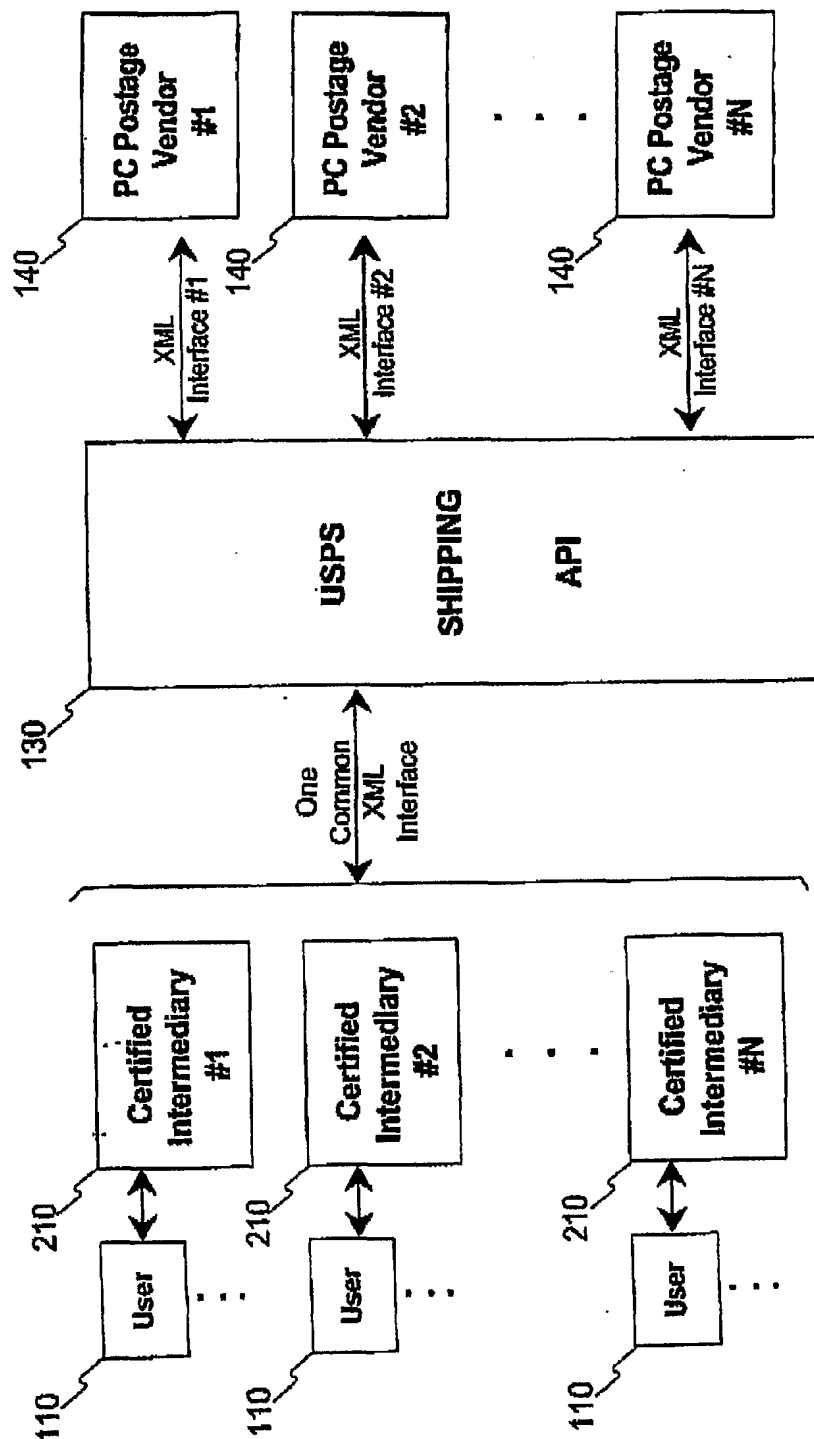 110
User
210
Certified
Intermediary
#1
110
User
210
Certified
Intermediary
#2
110
User
210
Certified
Intermediary
#N
One
Common
XML
Interface
130
USPS
SHIPPING
API
XML
Interface #1
XML
Interface #2
XML
Interface #N
140
PC Postage
Vendor
#1
140
PC Postage
Vendor
#2
140
PC Postage
Vendor
#N